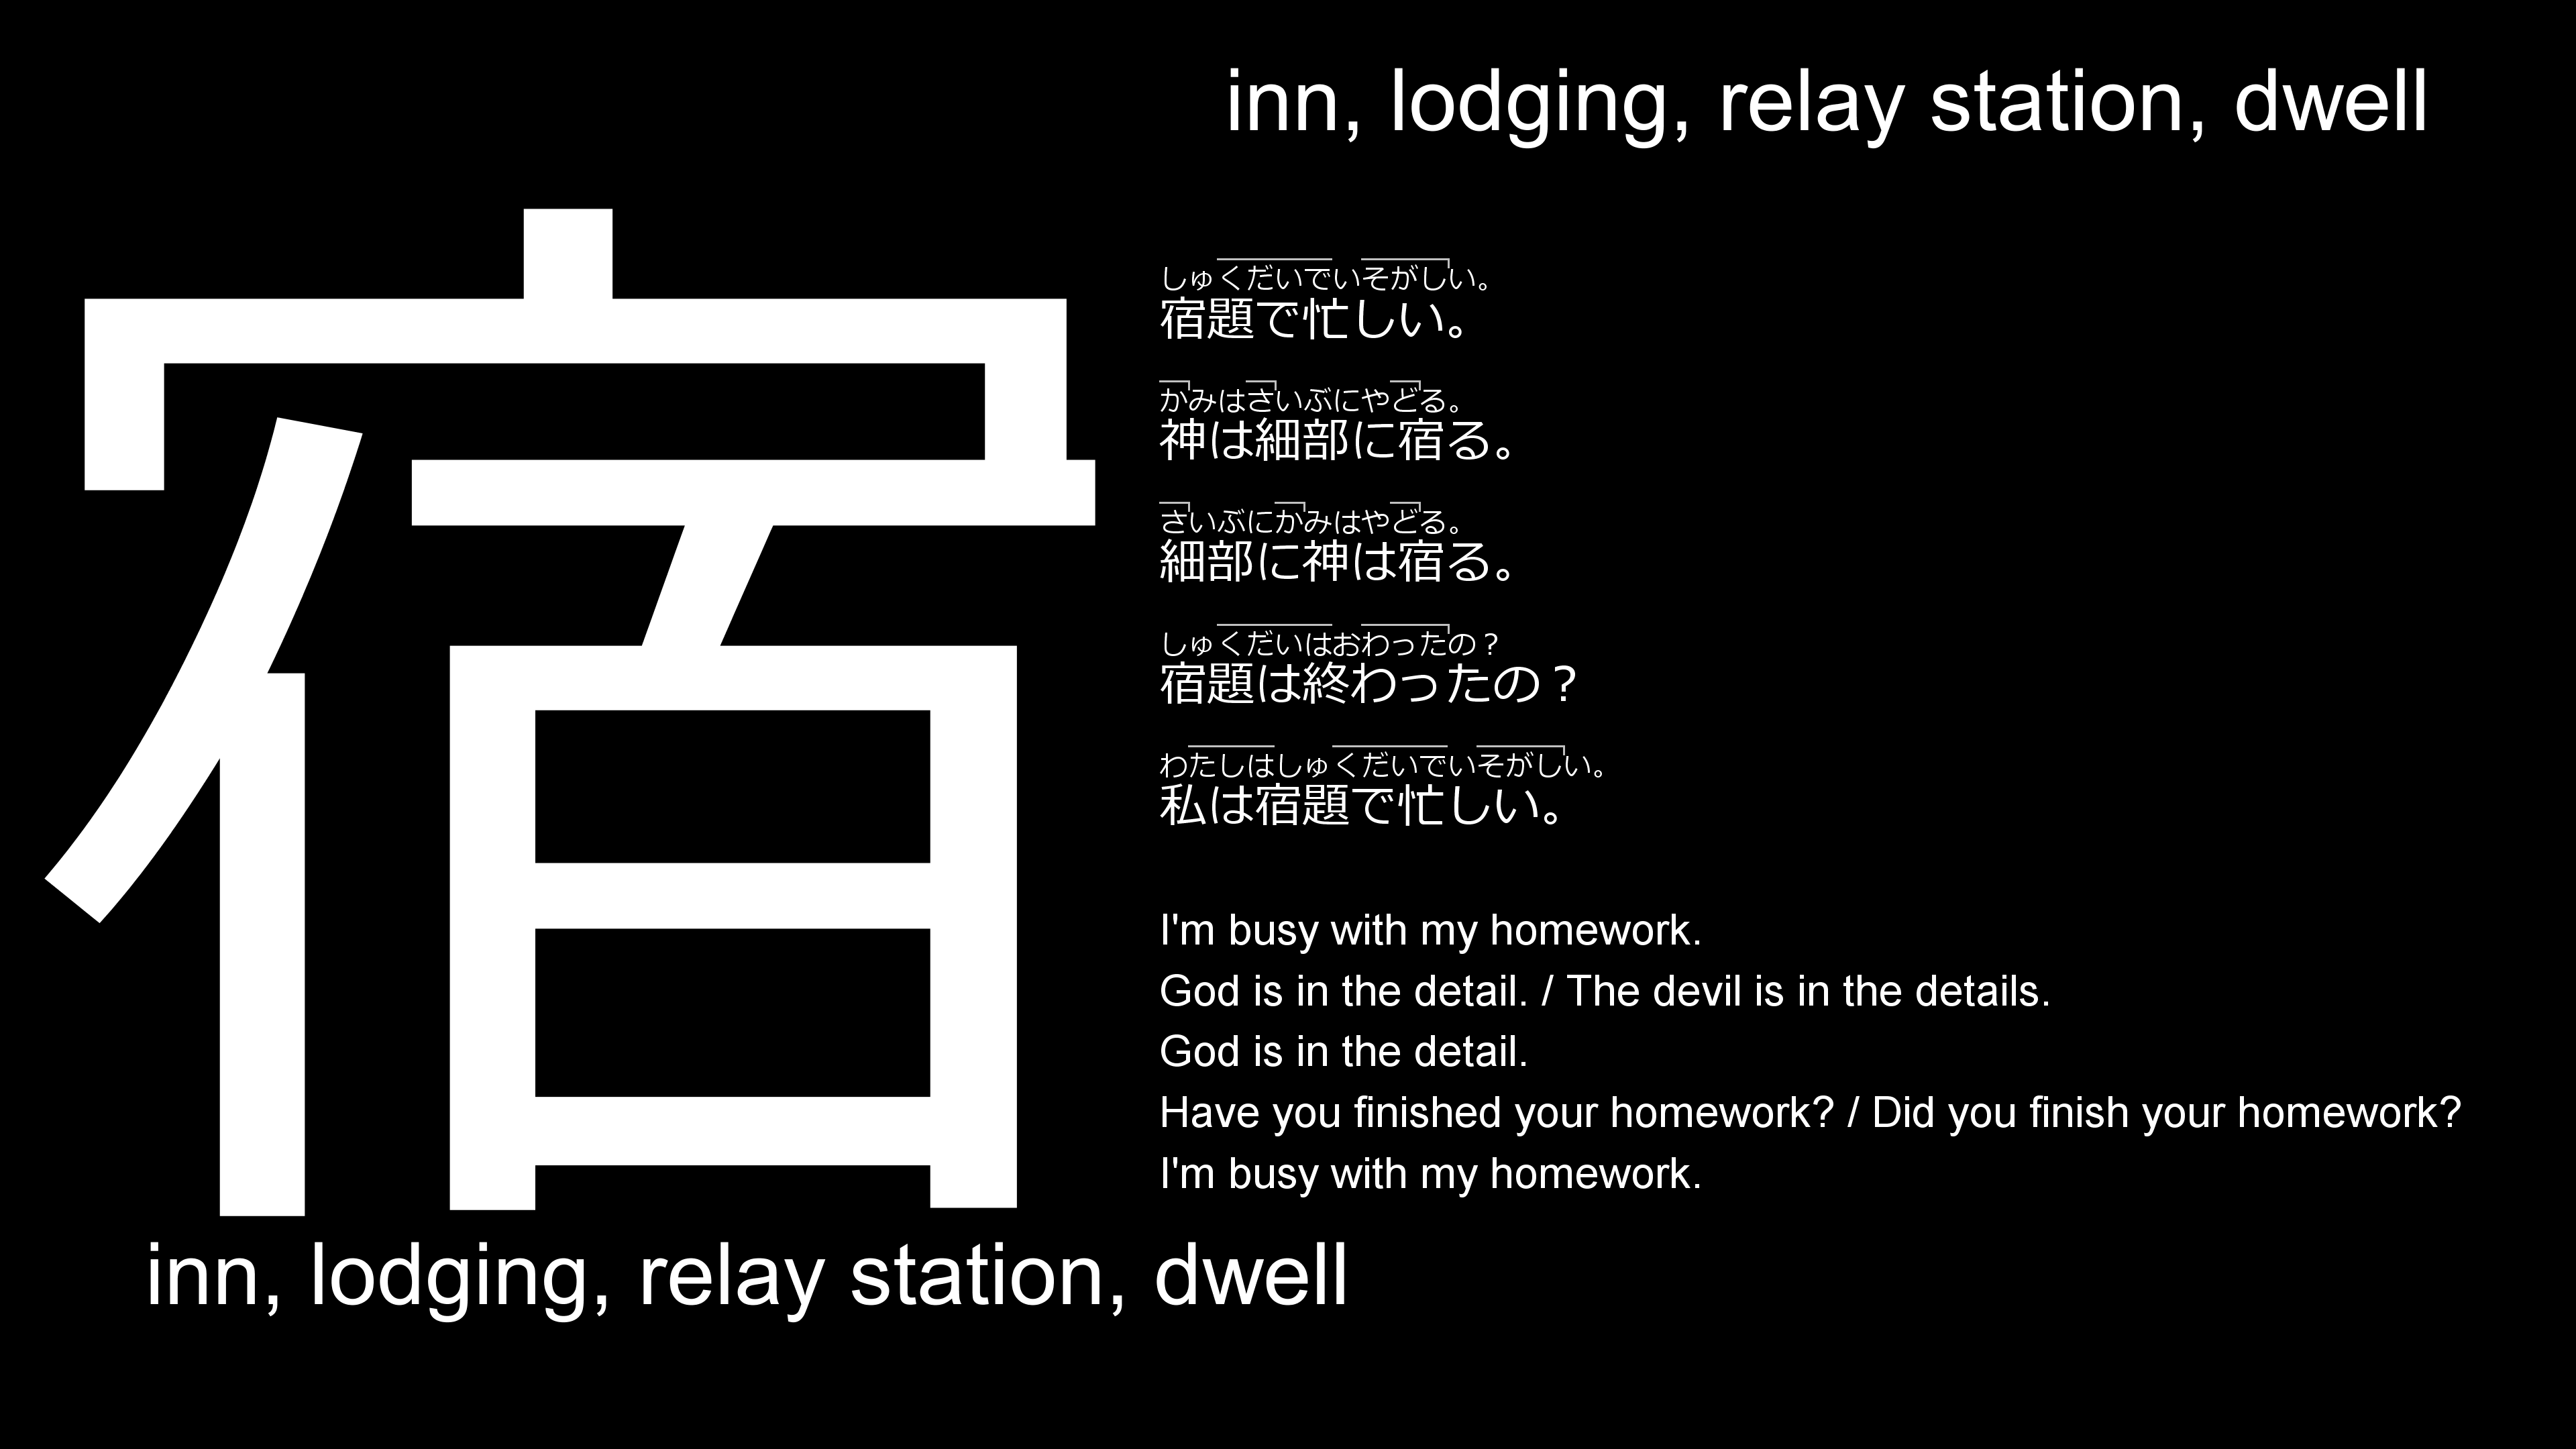 inn, lodging, relay station, dwell
宿
しゅくだいでいそがしい。
宿題で忙しい。
かみはさいぶにやどる。
神は細部に宿る。
さいぶにかみはやどる。
細部に神は宿る。
しゅくだいはおわったの？
宿題は終わったの？
わたしはしゅくだいでいそがしい。
私は宿題で忙しい。
I'm busy with my homework.
God is in the detail. / The devil is in the details.
God is in the detail.
Have you finished your homework? / Did you finish your homework?
I'm busy with my homework.
inn, lodging, relay station, dwell